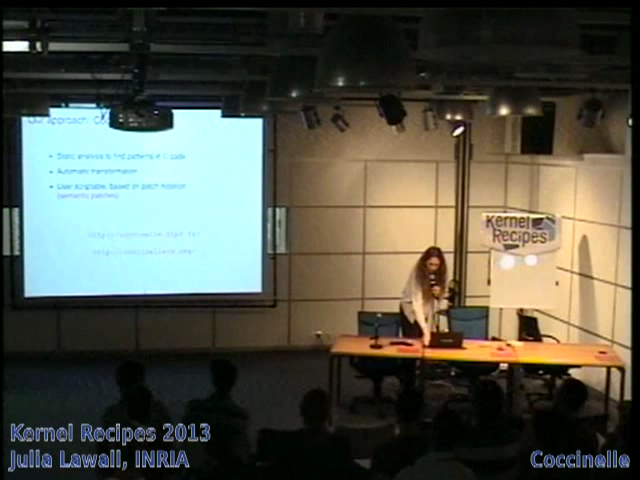 Our approach:
Static analysis to find patterns in C code
Automatic transformation
User scriptable, based on patch notation
(semantic patches)
http://coccinelle.lip6.fr/
http://coccinellery.org/
Kernel
Recipes
Kernel Recipes 2013
Julia Lawall, INRIA
Coccinelle